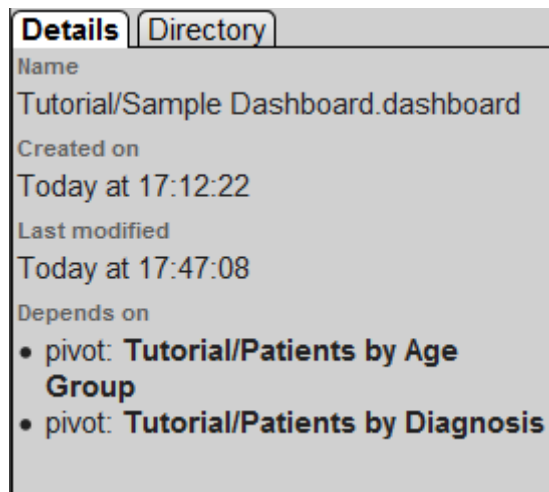 Details Directory
Name
Tutorial/Sample Dashboard.dashboard
Created on
Today at 17:12:22
Last modified
Today at 17:47:08
Depends on
• pivot: Tutorial/Patients by Age
Group
• pivot: Tutorial/Patients by Diagnosis